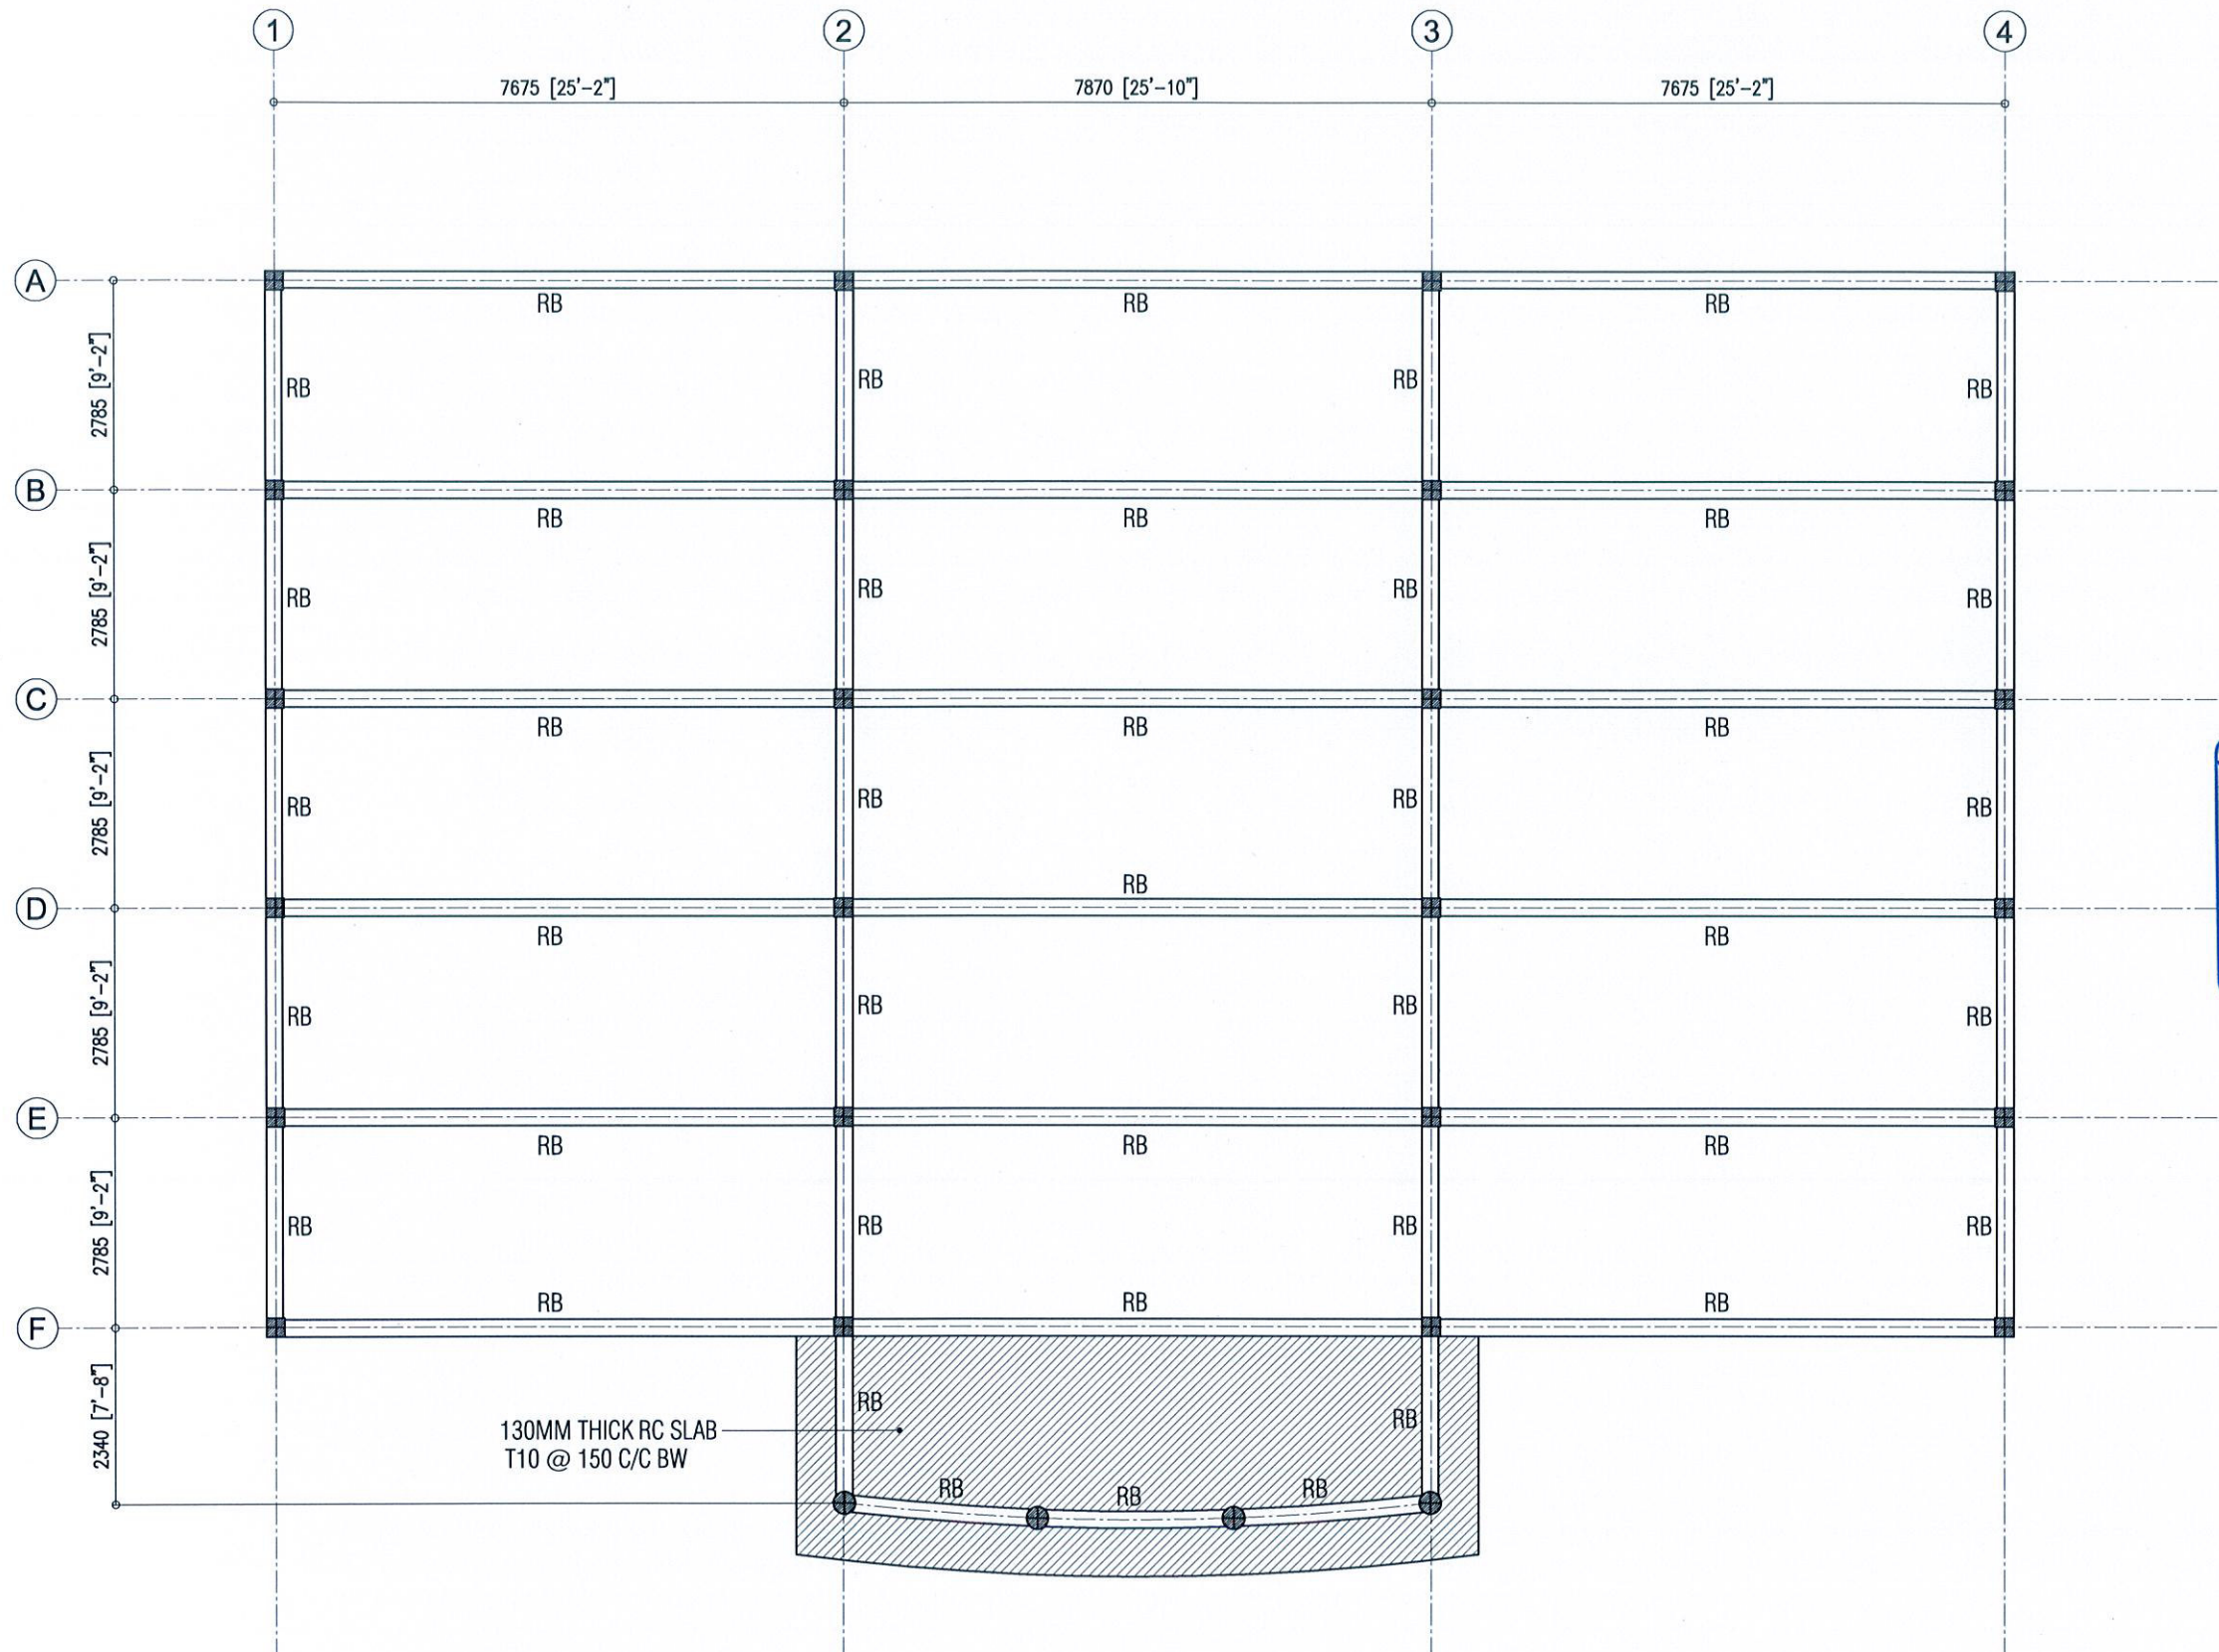 1 2 3 4
7675 [25'-2"] 7870 [25'-10"] 7675 [25'-2"]
A
RB RB RB
2785 [9'-2"]
RB RB RB RB
B
RB RB RB
2785 [9'-2"]
RB RB RB RB
C
RB RB RB
2785 [9'-2"]
RB RB RB RB
RB
D
RB RB
2785 [9'-2"]
RB RB RB RB
E
RB RB RB
2785 [9'-2"]
RB RB RB RB
RB RB RB
F
2340 [7'-8"]
RB RB
130MM THICK RC SLAB
T10 @ 150 C/C BW
RB RB RB